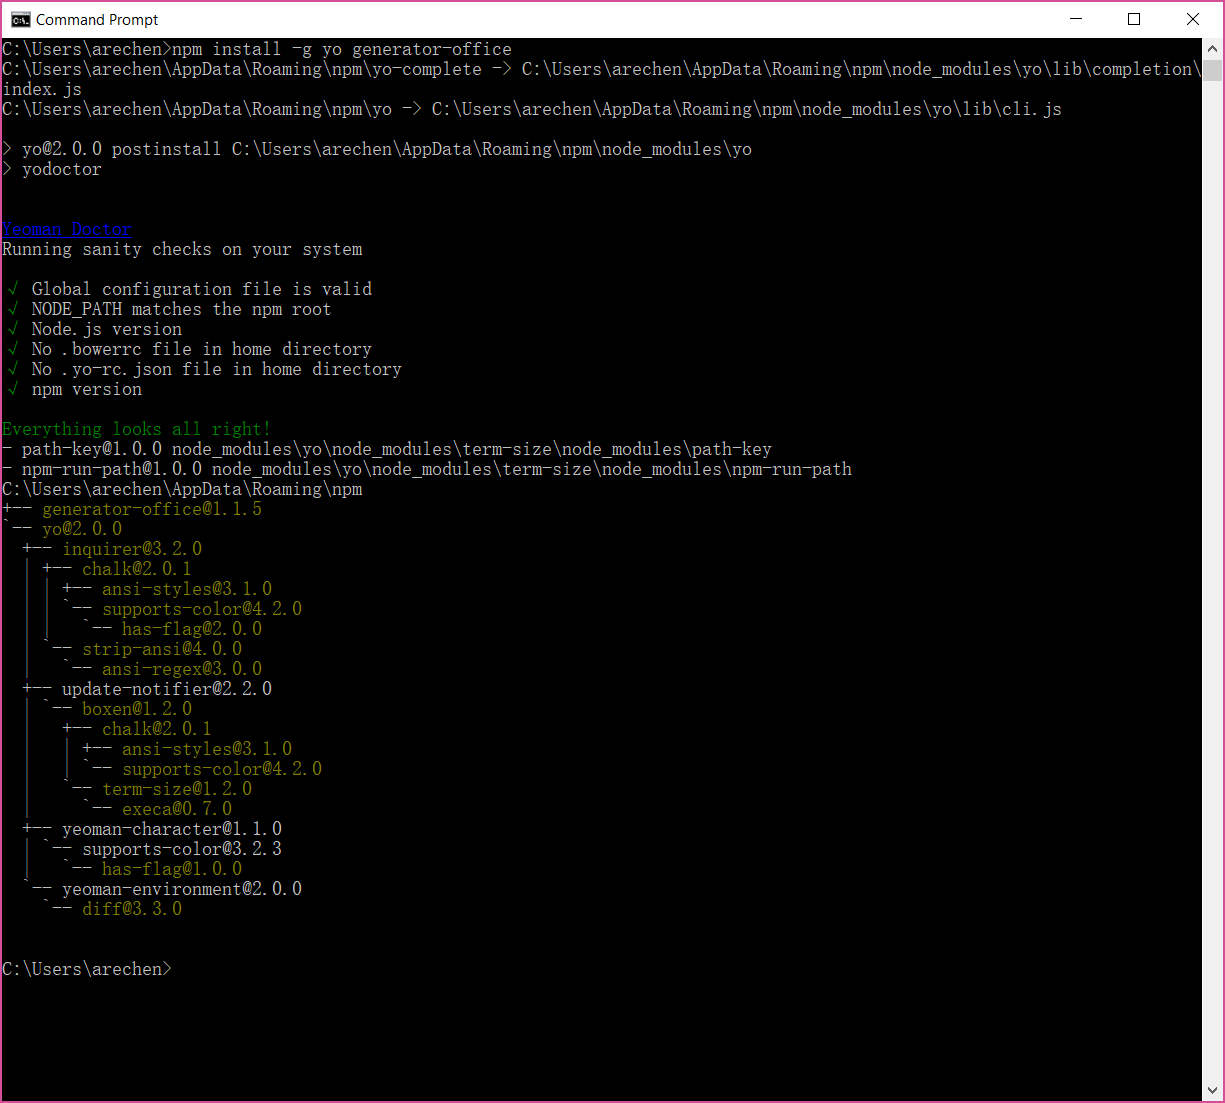 Command Prompt
C:\Users\arechen>npm install -g yo generator-office
C:\Users\arechen\AppData\Roaming\npm\yo-complete -> C:\Users\arechen\AppData\Roaming\npm\node_modules\yo\lib\completion\
index.js
C:\Users\arechen\AppData\Roaming\npm\yo -> C:\Users\arechen\AppData\Roaming\npm\node_modules\yo\lib\cli.js
> yo@2.0.0 postinstall C:\Users\arechen\AppData\Roaming\npm\node_modules\yo
> yodoctor
Yeoman Doctor
Running sanity checks on your system
√ Global configuration file is valid
√ NODE_PATH matches the npm root
√ Node.js version
√ No .bowerrc file in home directory
√ No .yo-rc.json file in home directory
√ npm version
Everything looks all right!
- path-key@1.0.0 node_modules\yo\node_modules\term-size\node_modules\path-key
- npm-run-path@1.0.0 node_modules\yo\node_modules\term-size\node_modules\npm-run-path
C:\Users\arechen\AppData\Roaming\npm
+-- generator-office@1.1.5
`-- yo@2.0.0
  +-- inquirer@3.2.0
  | +-- chalk@2.0.1
  | | +-- ansi-styles@3.1.0
  | | `-- supports-color@4.2.0
  | |   `-- has-flag@2.0.0
  | `-- strip-ansi@4.0.0
  |   `-- ansi-regex@3.0.0
  +-- update-notifier@2.2.0
  | `-- boxen@1.2.0
  |   +-- chalk@2.0.1
  |   | +-- ansi-styles@3.1.0
  |   | `-- supports-color@4.2.0
  |   `-- term-size@1.2.0
  |     `-- execa@0.7.0
  +-- yeoman-character@1.1.0
  | `-- supports-color@3.2.3
  |   `-- has-flag@1.0.0
  `-- yeoman-environment@2.0.0
    `-- diff@3.3.0
C:\Users\arechen>